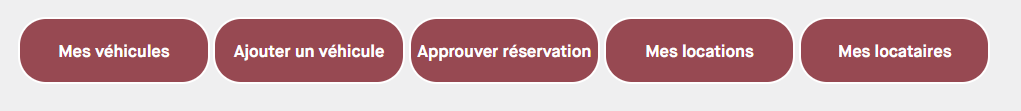 Mes véhicules Ajouter un véhicule Approuver réservation Mes locations Mes locataires